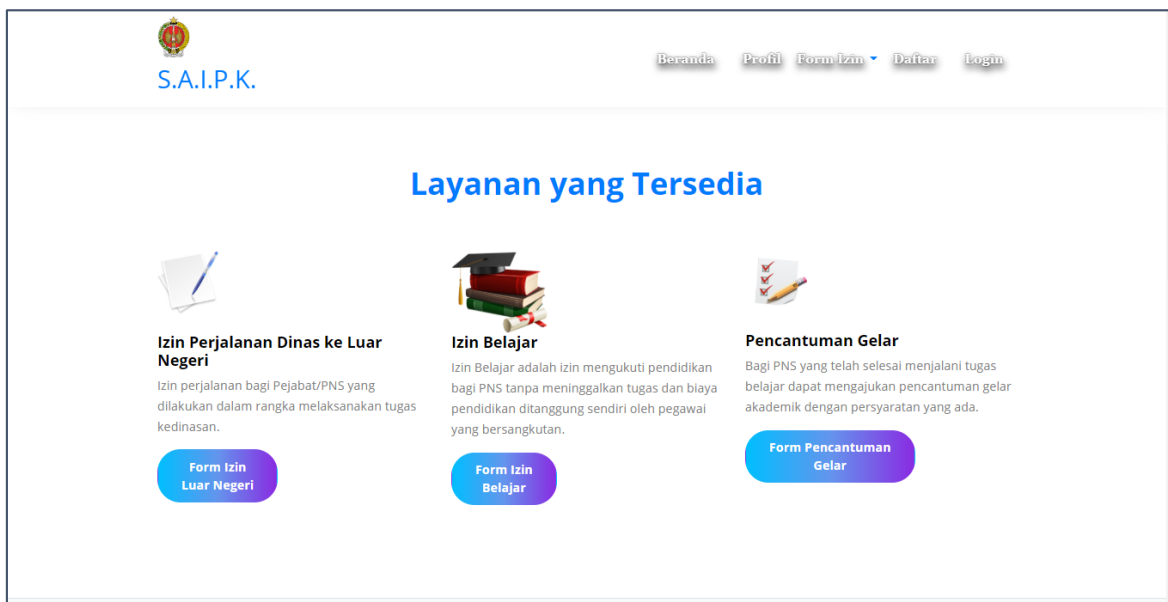 S.A.I.P.K.
Beranda Profil Form Izin Daftar Login
Layanan yang Tersedia
Izin Perjalanan Dinas ke Luar
Negeri
Izin perjalanan bagi Pejabat/PNS yang
dilakukan dalam rangka melaksanakan tugas
kedinasan.
Form Izin
Luar Negeri
Izin Belajar
Izin Belajar adalah izin mengukuti pendidikan
bagi PNS tanpa meninggalkan tugas dan biaya
pendidikan ditanggung sendiri oleh pegawai
yang bersangkutan.
Form Izin
Belajar
Pencantuman Gelar
Bagi PNS yang telah selesai menjalani tugas
belajar dapat mengajukan pencantuman gelar
akademik dengan persyaratan yang ada.
Form Pencantuman
Gelar